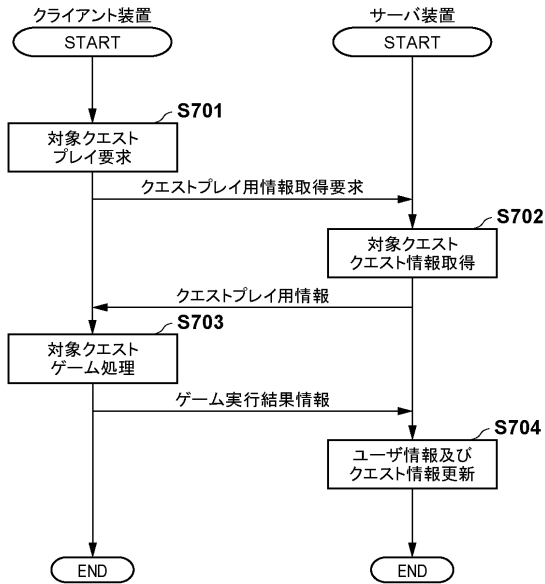 クライアント装置
サーバ装置
START
START
S701
対象クエスト
プレイ要求
クエストプレイ用情報取得要求
S702
対象クエスト
クエスト情報取得
クエストプレイ用情報
S703
対象クエスト
ゲーム処理
ゲーム実行結果情報
S704
ユーザ情報及び
クエスト情報更新
END
END